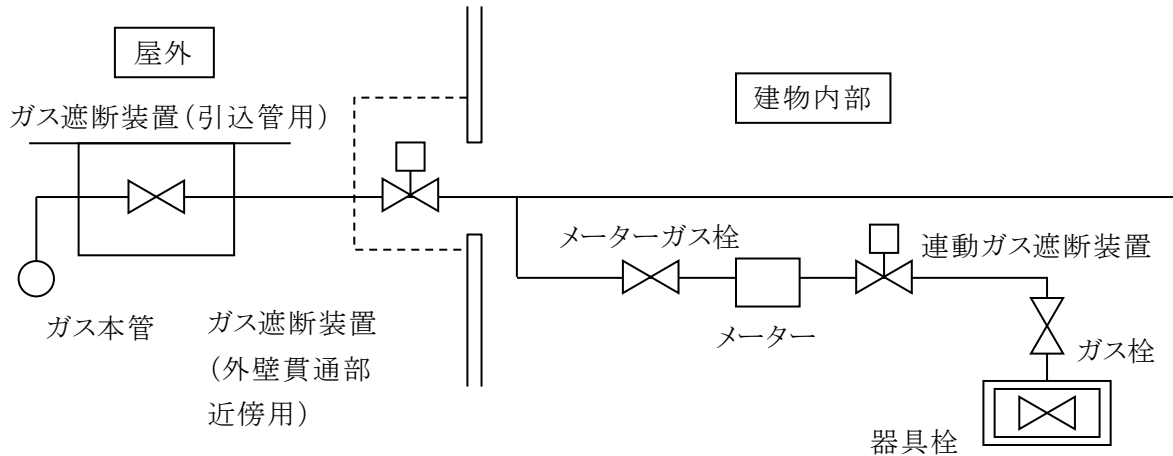 屋外
建物内部
ガス遮断装置(引込管用)
メーターガス栓
連動ガス遮断装置
ガス本管
ガス遮断装置
(外壁貫通部
近傍用)
メーター
ガス栓
器具栓